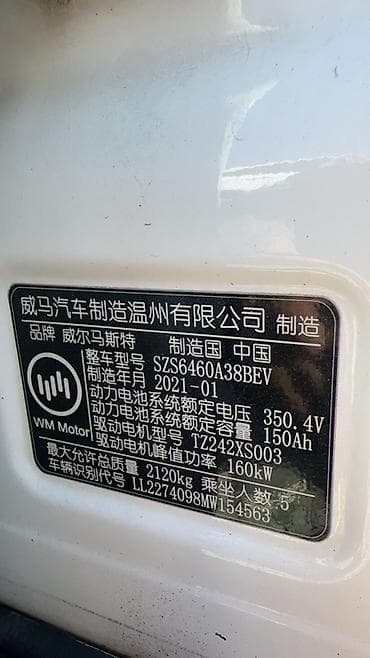 威马汽车制造温州有限公司 制造
品牌 威尔马斯特 制造国 中国
整车型号 SZS6460A38BEV
制造年月 2021-01
动力电池系统额定电压 350.4V
动力电池系统额定容量 150Ah
驱动电机型号 TZ242XS003
驱动电机峰值功率 160kW
WM Motor
最大允许总质量 2120kg 乘坐人数 5
车辆识别代号 LL2274098MW154563